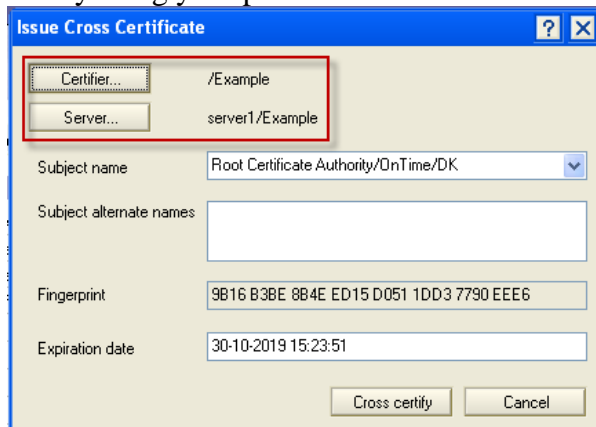 Issue Cross Certificate
Certifier... /Example
Server... server1/Example
Subject name Root Certificate Authority/OnTime/DK
Subject alternate names
Fingerprint 9B16 B3BE 8B4E ED15 D051 1DD3 7790 EEE6
Expiration date 30-10-2019 15:23:51
Cross certify Cancel